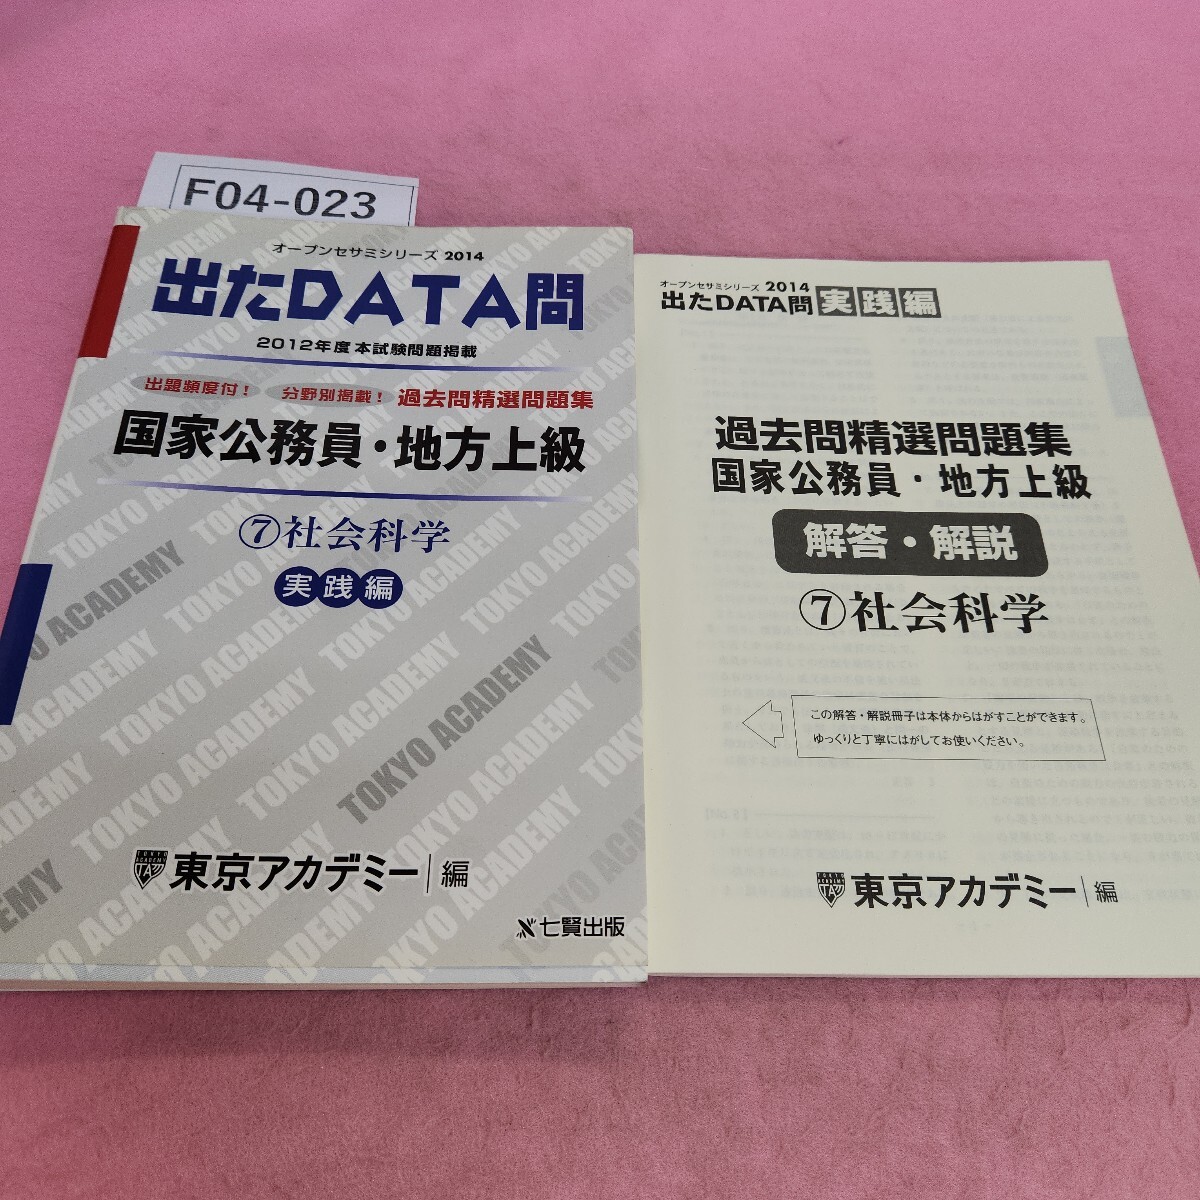 F04-023
オープンセサミシリーズ 2014
出たDATA問
2012年度本試験問題掲載
出題頻度付! 分野別掲載! 過去問精選問題集
国家公務員・地方上級
⑦社会科学
実践編
TOKYO ACADEMY
東京アカデミー 編
七賢出版
オープンセサミシリーズ 2014
出たDATA問 実践編
過去問精選問題集
国家公務員・地方上級
解答・解説
⑦社会科学
この解答・解説冊子は本体からはがすことができます。
ゆっくりと丁寧にはがしてお使いください。
東京アカデミー 編